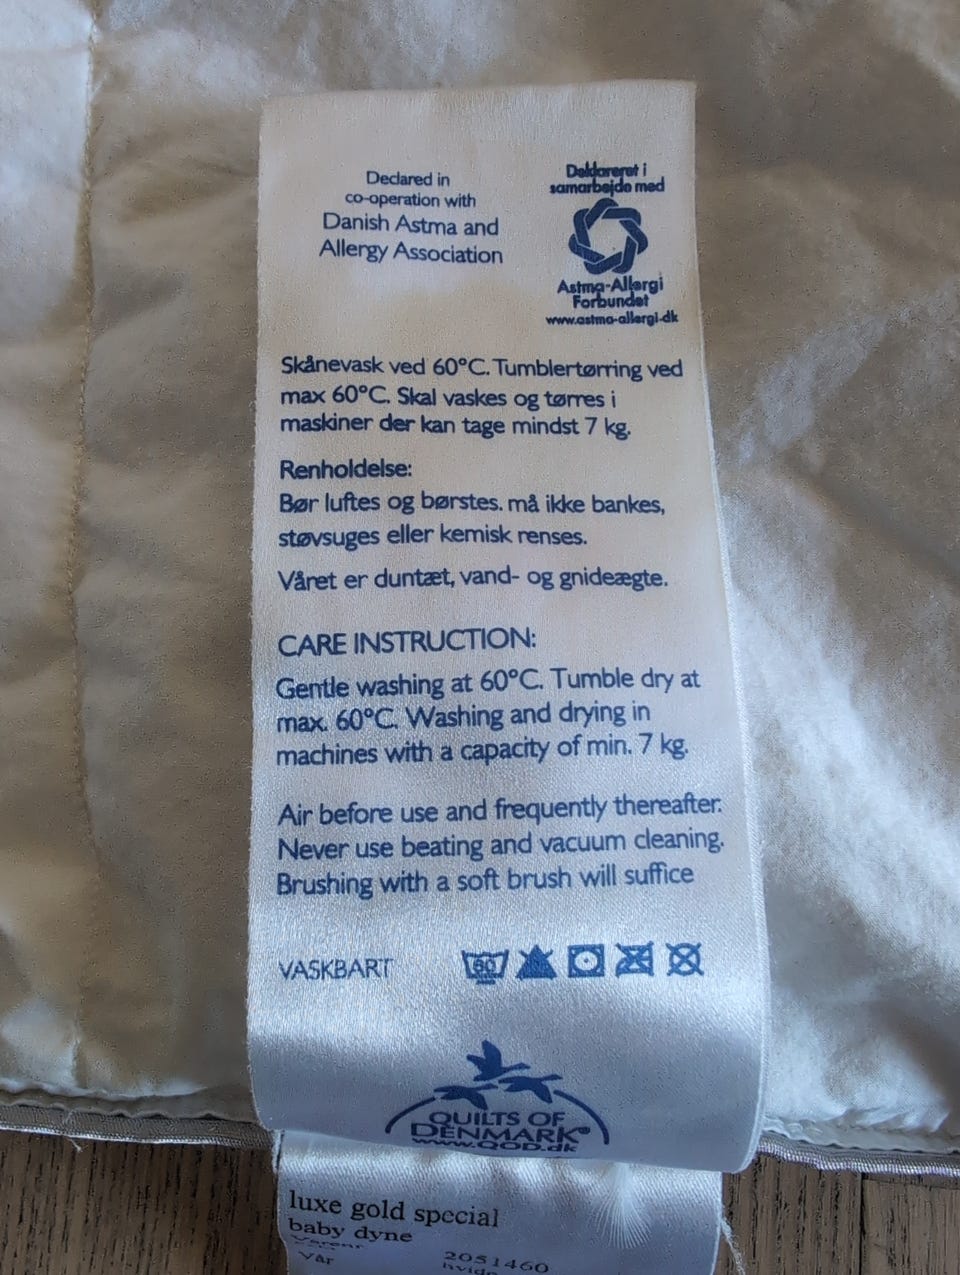 Declared in
co-operation with
Danish Astma and
Allergy Association
Deklareret i
samarbejde med
Astma-Allergi
Forbundet
www.astma-allergi.dk
Skånevask ved 60°C. Tumblertørring ved
max 60°C. Skal vaskes og tørres i
maskiner der kan tage mindst 7 kg.
Renholdelse:
Bør luftes og børstes. må ikke bankes,
støvsuges eller kemisk renses.
Våret er duntæt, vand- og gnideægte.
CARE INSTRUCTION:
Gentle washing at 60°C. Tumble dry at
max. 60°C. Washing and drying in
machines with a capacity of min. 7 kg.
Air before use and frequently thereafter.
Never use beating and vacuum cleaning.
Brushing with a soft brush will suffice
VASKBART 60
QUILTS OF
DENMARK®
www.QOD.dk
luxe gold special
baby dyne
Varenr 2051460
Vår